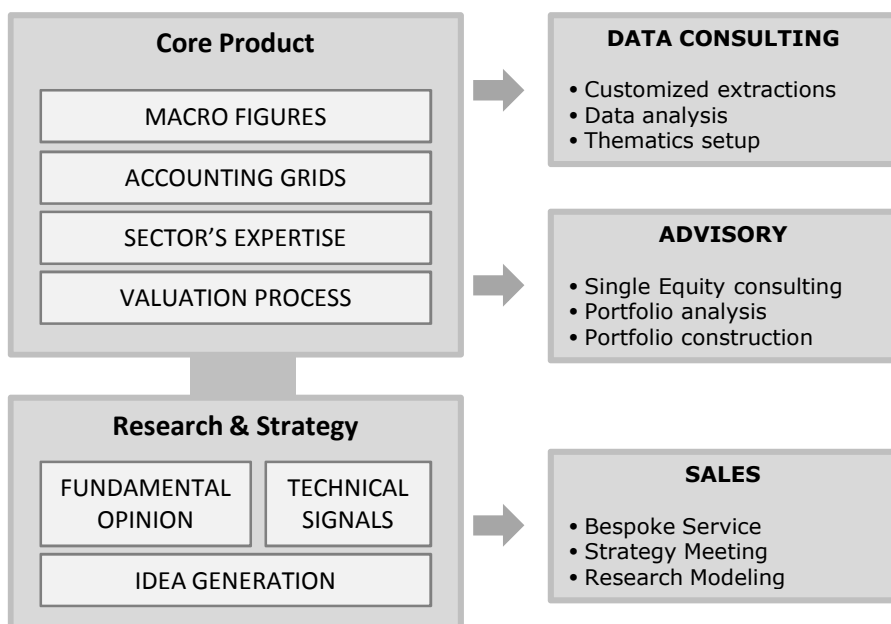 Core Product
MACRO FIGURES
ACCOUNTING GRIDS
SECTOR'S EXPERTISE
VALUATION PROCESS
DATA CONSULTING
• Customized extractions
• Data analysis
• Thematics setup
ADVISORY
• Single Equity consulting
• Portfolio analysis
• Portfolio construction
Research & Strategy
FUNDAMENTAL
OPINION
TECHNICAL
SIGNALS
IDEA GENERATION
SALES
• Bespoke Service
• Strategy Meeting
• Research Modeling